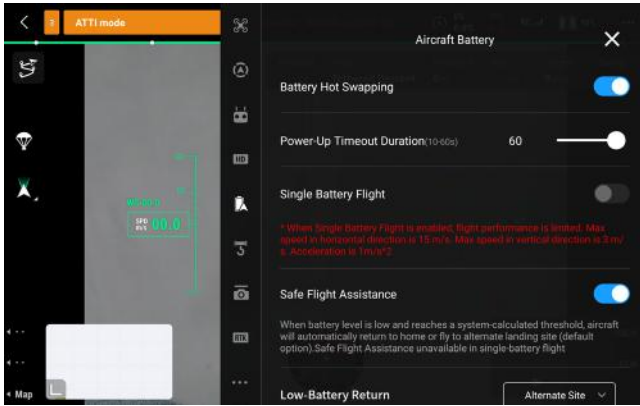 2
ATTI mode
Aircraft Battery
Battery Hot Swapping
HD
Power-Up Timeout Duration(10-60s) 60
Single Battery Flight
SPD
m/s
00.0
* When Single Battery Flight is enabled, flight performance is limited. Max
speed in horizontal direction is 15 m/s. Max speed in vertical direction is 3 m/
s. Acceleration is 1m/s^2
Safe Flight Assistance
When battery level is low and reaches a system-calculated threshold, aircraft
will automatically return to home or fly to alternate landing site (default
option).Safe Flight Assistance unavailable in single-battery flight
RTK
Map
Low-Battery Return
Alternate Site